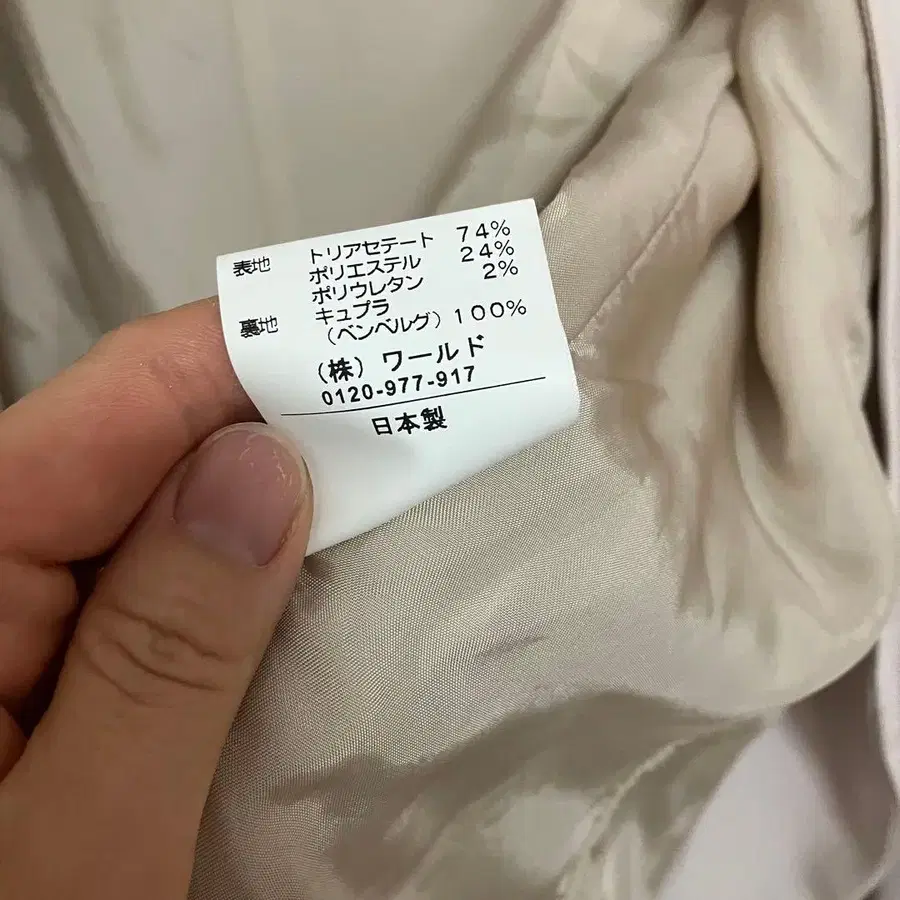 表地 トリアセテート 74%
ポリエステル 24%
ポリウレタン 2%
裏地 キュプラ
(ベンベルグ) 100%
(株) ワールド
0120-977-917
日本製